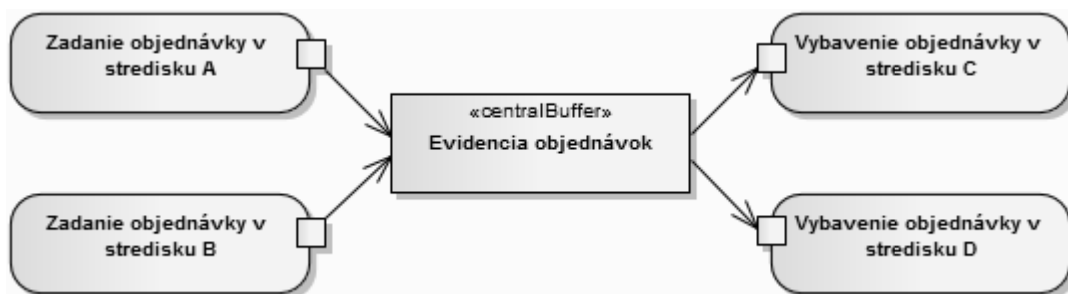 Zadanie objednávky v
stredisku A
Vybavenie objednávky v
stredisku C
«centralBuffer»
Evidencia objednávok
Zadanie objednávky v
stredisku B
Vybavenie objednávky v
stredisku D